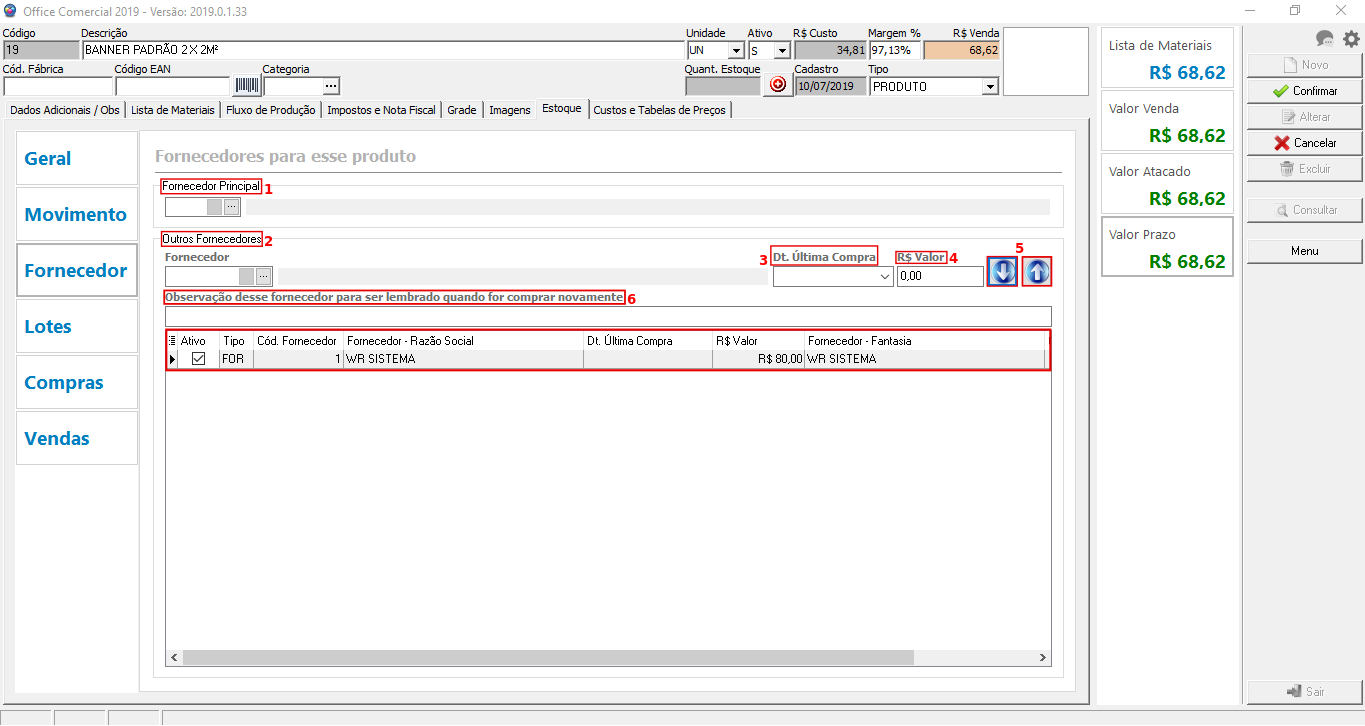 Office Comercial 2019 - Versão: 2019.0.1.33
Código Descrição Unidade Ativo R$ Custo Margem % R$ Venda
19 BANNER PADRÃO 2 X 2M² UN S 34,81 97,13% 68,62
Cód. Fábrica Código EAN Categoria Quant. Estoque Cadastro Tipo
10/07/2019 PRODUTO
Dados Adicionais / Obs Lista de Materiais Fluxo de Produção Impostos e Nota Fiscal Grade Imagens Estoque Custos e Tabelas de Preços
Geral
Movimento
Fornecedor
Lotes
Compras
Vendas
Fornecedores para esse produto
Fornecedor Principal 1
Outros Fornecedores 2
Fornecedor 3 Dt. Última Compra R$ Valor 4 5
0,00
Observação desse fornecedor para ser lembrado quando for comprar novamente 6
Ativo Tipo Cód. Fornecedor Fornecedor - Razão Social Dt. Última Compra R$ Valor Fornecedor - Fantasia
FOR 1 WR SISTEMA R$ 80,00 WR SISTEMA
Lista de Materiais
R$ 68,62
Valor Venda
R$ 68,62
Valor Atacado
R$ 68,62
Valor Prazo
R$ 68,62
Novo
Confirmar
Alterar
Cancelar
Excluir
Consultar
Menu
Sair